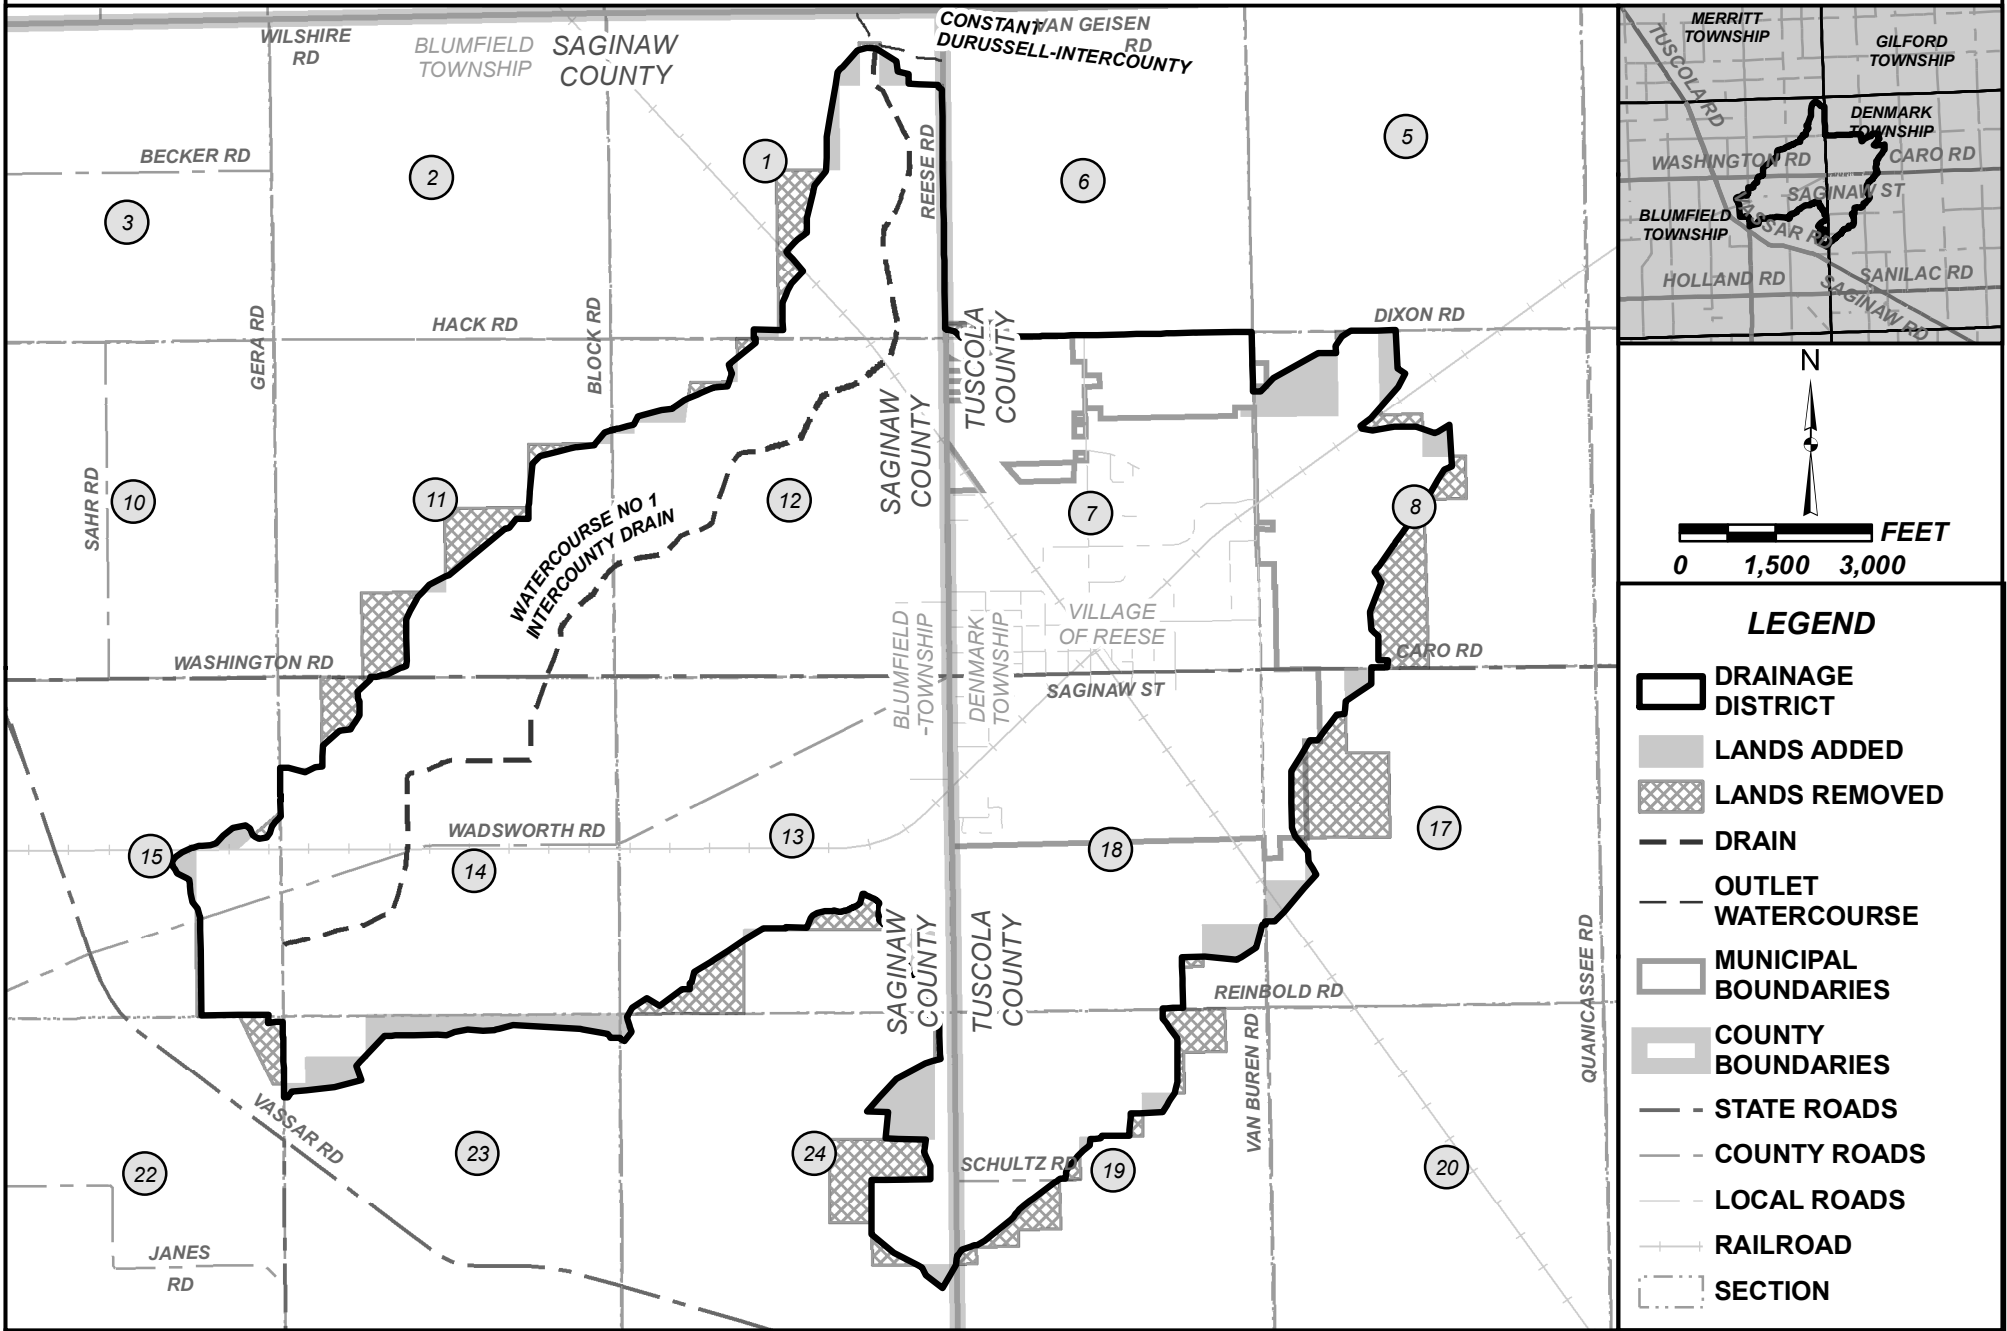 WILSHIRE
RD
BLUMFIELD
TOWNSHIP
SAGINAW
COUNTY
CONSTANT
DURUSSELL-INTERCOUNTY
VAN GEISEN
RD
BECKER RD
1
2
3
5
6
REESE RD
GERA RD
HACK RD
BLOCK RD
TUSCOLA
COUNTY
DIXON RD
SAGINAW
COUNTY
SAHR RD
10
11
12
7
8
WATERCOURSE NO 1
INTERCOUNTY DRAIN
BLUMFIELD
TOWNSHIP
DENMARK
TOWNSHIP
VILLAGE
OF REESE
WASHINGTON RD
CARO RD
SAGINAW ST
WADSWORTH RD
15
14
13
18
17
SAGINAW
COUNTY
TUSCOLA
COUNTY
REINBOLD RD
QUANICASSEE RD
VAN BUREN RD
VASSAR RD
22
23
24
SCHULTZ RD
19
20
JANES
RD
MERRITT
TOWNSHIP
GILFORD
TOWNSHIP
TUSCOLA RD
DENMARK
TOWNSHIP
WASHINGTON RD
CARO RD
SAGINAW ST
BLUMFIELD
TOWNSHIP
VASSAR RD
HOLLAND RD
SANILAC RD
SAGINAW RD
N
FEET
0 1,500 3,000
LEGEND
DRAINAGE
DISTRICT
LANDS ADDED
LANDS REMOVED
DRAIN
OUTLET
WATERCOURSE
MUNICIPAL
BOUNDARIES
COUNTY
BOUNDARIES
STATE ROADS
COUNTY ROADS
LOCAL ROADS
RAILROAD
SECTION